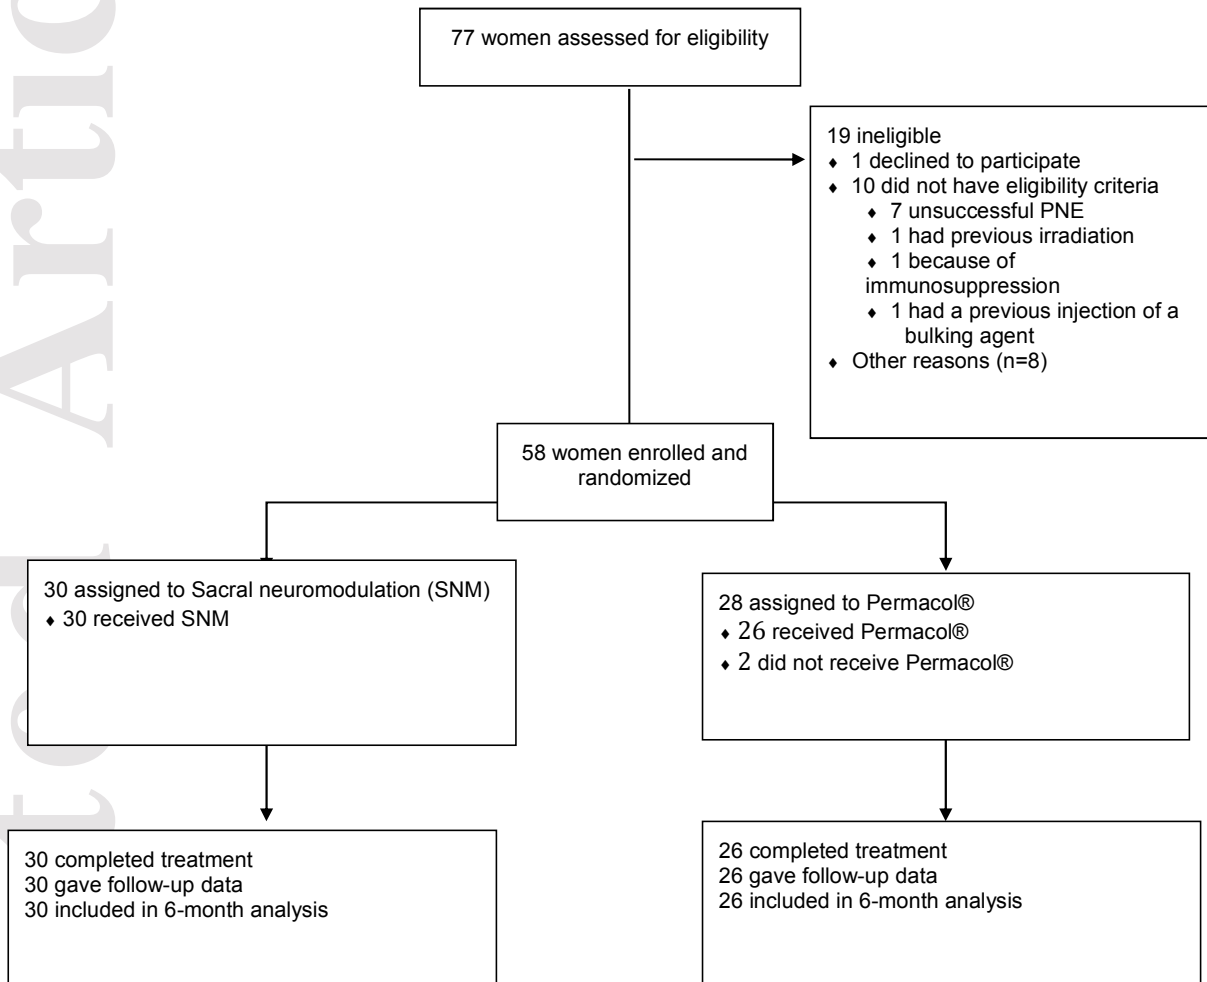 77 women assessed for eligibility
19 ineligible
♦ 1 declined to participate
♦ 10 did not have eligibility criteria
♦ 7 unsuccessful PNE
♦ 1 had previous irradiation
♦ 1 because of
immunosuppression
♦ 1 had a previous injection of a
bulking agent
♦ Other reasons (n=8)
58 women enrolled and
randomized
30 assigned to Sacral neuromodulation (SNM)
♦ 30 received SNM
28 assigned to Permacol®
♦ 26 received Permacol®
♦ 2 did not receive Permacol®
30 completed treatment
30 gave follow-up data
30 included in 6-month analysis
26 completed treatment
26 gave follow-up data
26 included in 6-month analysis